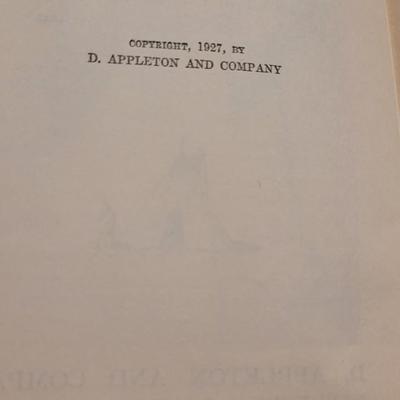 COPYRIGHT, 1927, BY
D. APPLETON AND COMPANY